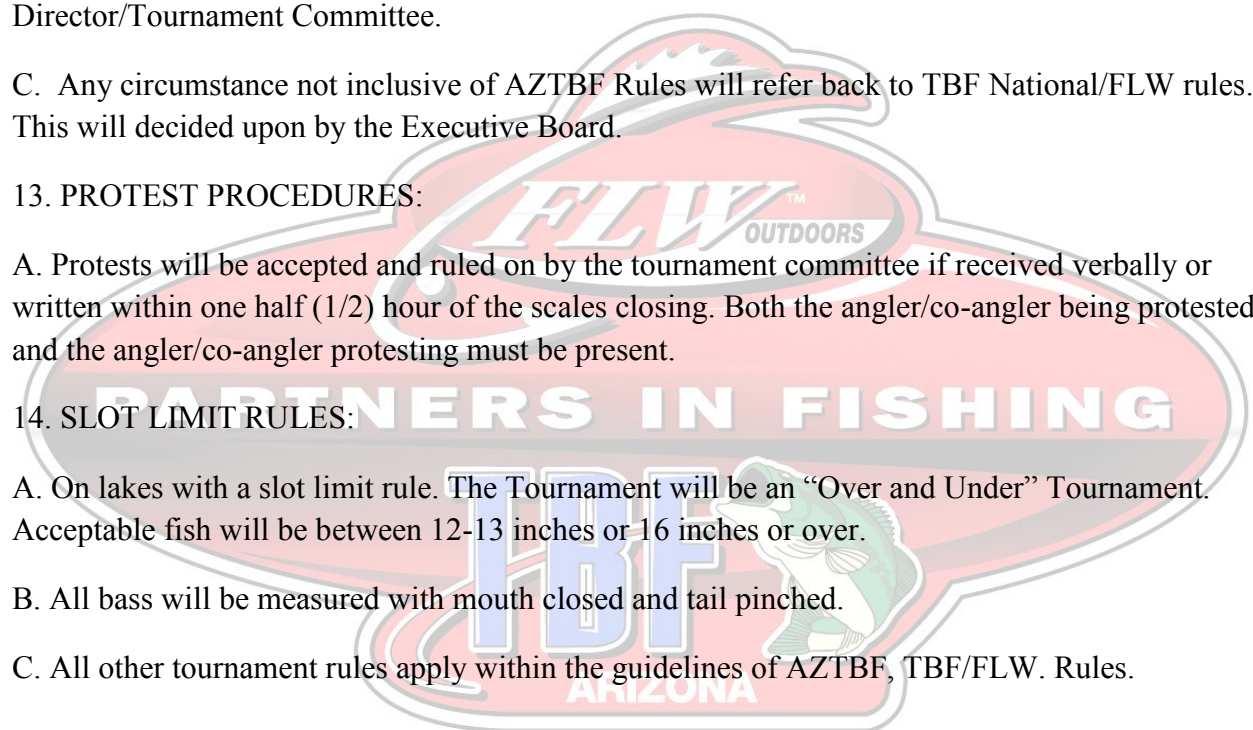 Director/Tournament Committee.
C.  Any circumstance not inclusive of AZTBF Rules will refer back to TBF National/FLW rules.
This will decided upon by the Executive Board.
13. PROTEST PROCEDURES:
FLW TM
OUTDOORS
A. Protests will be accepted and ruled on by the tournament committee if received verbally or
written within one half (1/2) hour of the scales closing. Both the angler/co-angler being protested
and the angler/co-angler protesting must be present.
PARTNERS IN FISHING
14. SLOT LIMIT RULES:
A. On lakes with a slot limit rule. The Tournament will be an “Over and Under” Tournament.
Acceptable fish will be between 12-13 inches or 16 inches or over.
TBF
B. All bass will be measured with mouth closed and tail pinched.
C. All other tournament rules apply within the guidelines of AZTBF, TBF/FLW. Rules.
ARIZONA